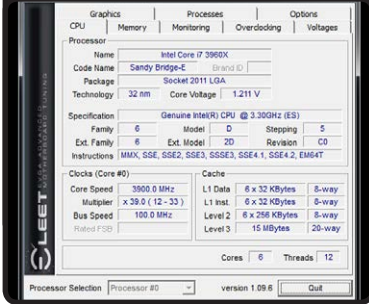 Graphics Processes Options
CPU Memory Monitoring Overclocking Voltages
Processor
Name Intel Core i7 3960X
Code Name Sandy Bridge-E Brand ID
Package Socket 2011 LGA
Technology 32 nm Core Voltage 1.211 V
Specification Genuine Intel(R) CPU @ 3.30GHz (ES)
Family 6 Model D Stepping 5
Ext. Family 6 Ext. Model 2D Revision C0
Instructions MMX, SSE, SSE2, SSE3, SSSE3, SSE4.1, SSE4.2, EM64T
Clocks (Core #0) Cache
Core Speed 3900.0 MHz L1 Data 6 x 32 KBytes 8-way
Multiplier x 39.0 ( 12 - 33 ) L1 Inst. 6 x 32 KBytes 8-way
Bus Speed 100.0 MHz Level 2 6 x 256 KBytes 8-way
Rated FSB Level 3 15 MBytes 20-way
Cores 6 Threads 12
Processor Selection Processor #0 version 1.09.6 Quit
ELEET EVGA ADVANCED
MOTHERBOARD TUNING